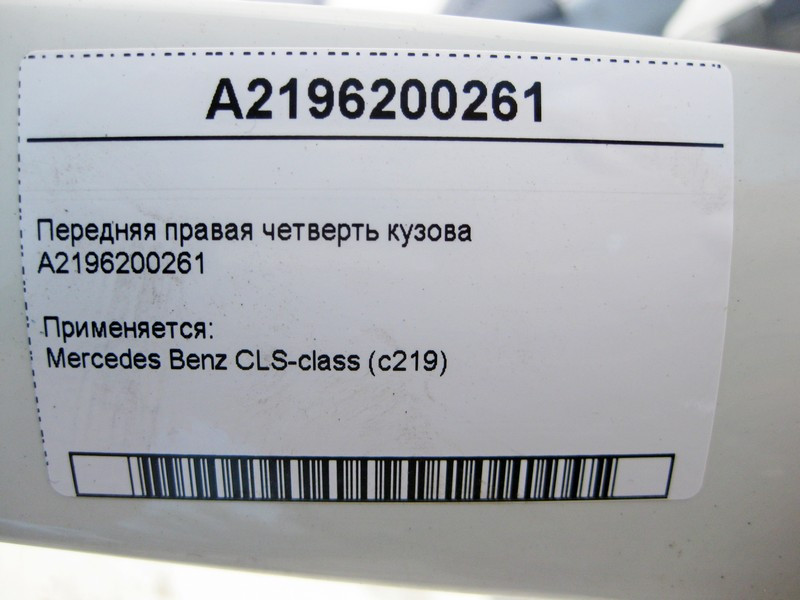 A2196200261
Передняя правая четверть кузова
A2196200261
Применяется:
Mercedes Benz CLS-class (c219)